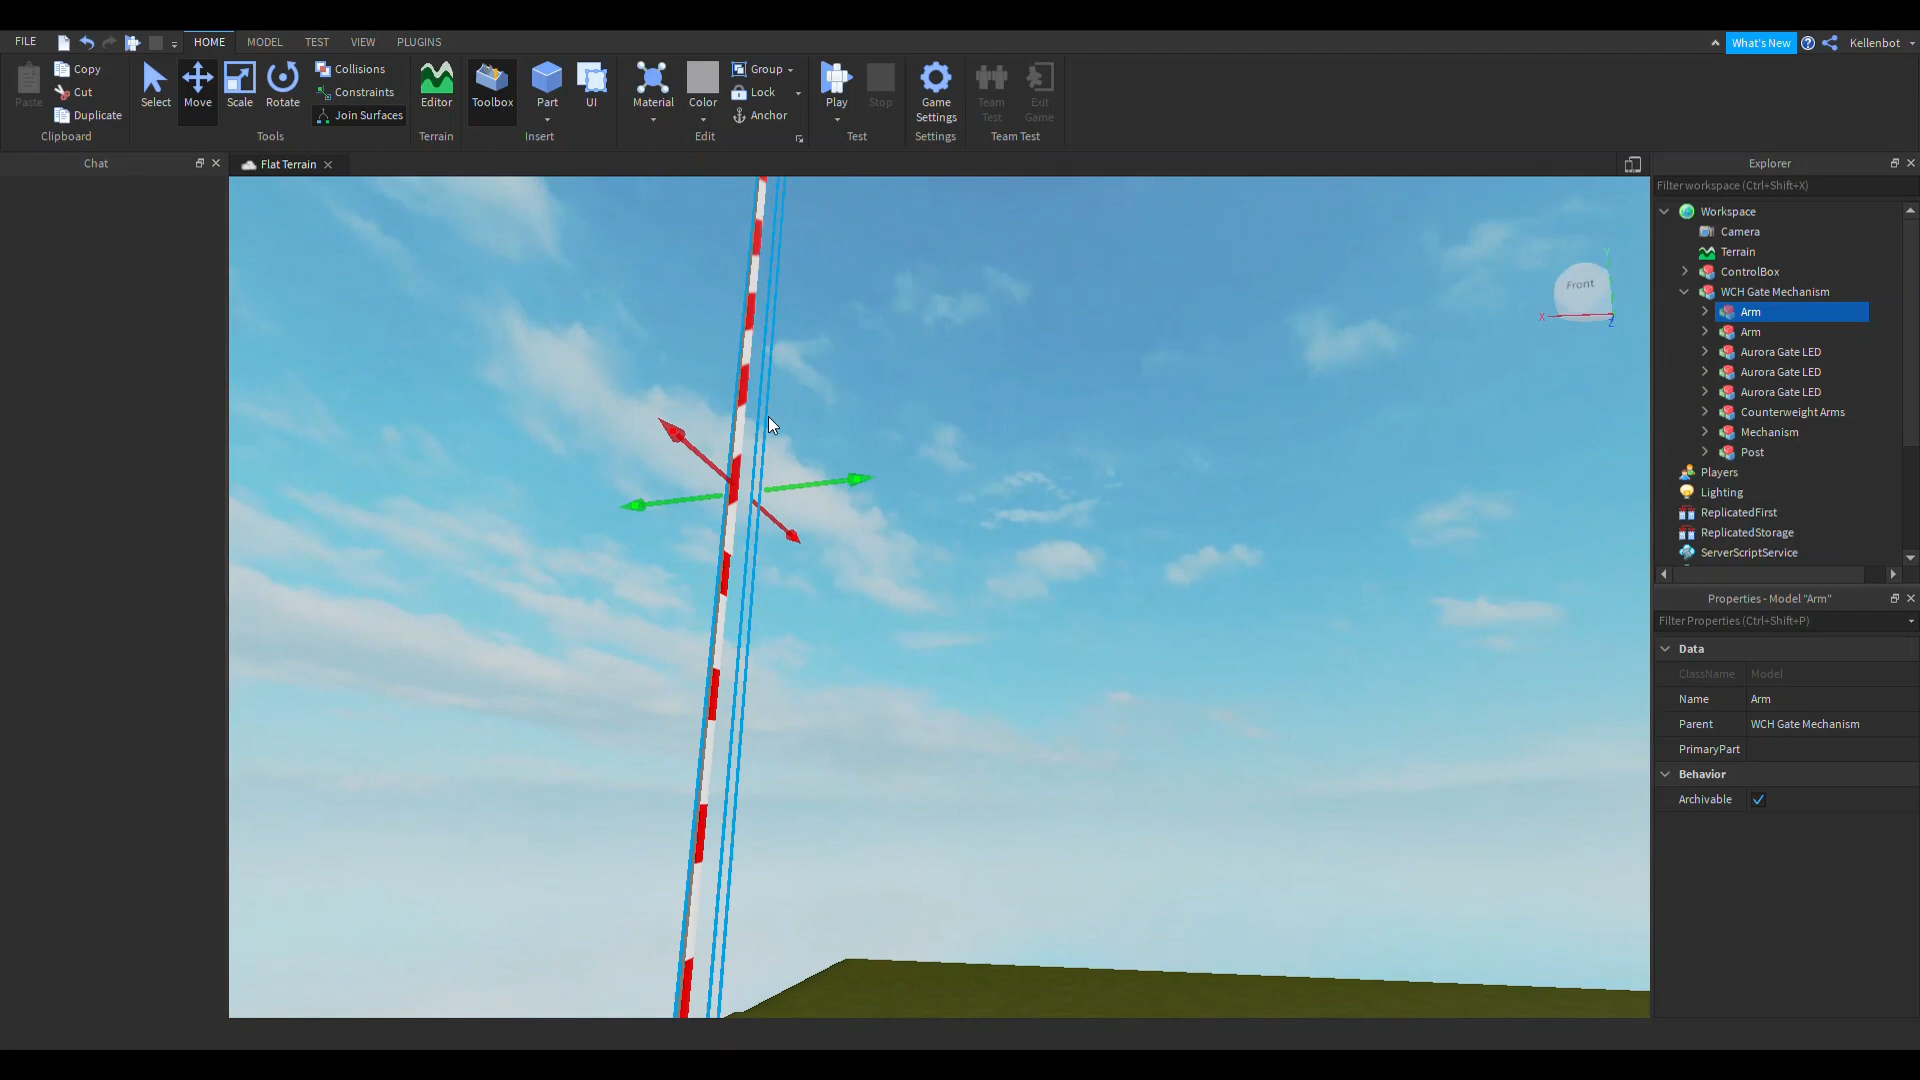 FILE
HOME
MODEL
TEST
VIEW
PLUGINS
What's New
Kellenbot
Paste
Copy
Cut
Duplicate
Clipboard
Select
Move
Scale
Rotate
Collisions
Constraints
Join Surfaces
Tools
Editor
Terrain
Toolbox
Part
UI
Insert
Material
Color
Group
Lock
Anchor
Edit
Play
Stop
Test
Game
Settings
Settings
Team
Test
Exit
Game
Team Test
Chat
Flat Terrain
Front
X
Y
Z
Explorer
Filter workspace (Ctrl+Shift+X)
Workspace
Camera
Terrain
ControlBox
WCH Gate Mechanism
Arm
Arm
Aurora Gate LED
Aurora Gate LED
Aurora Gate LED
Counterweight Arms
Mechanism
Post
Players
Lighting
ReplicatedFirst
ReplicatedStorage
ServerScriptService
Properties - Model "Arm"
Filter Properties (Ctrl+Shift+P)
Data
ClassName Model
Name Arm
Parent WCH Gate Mechanism
PrimaryPart
Behavior
Archivable